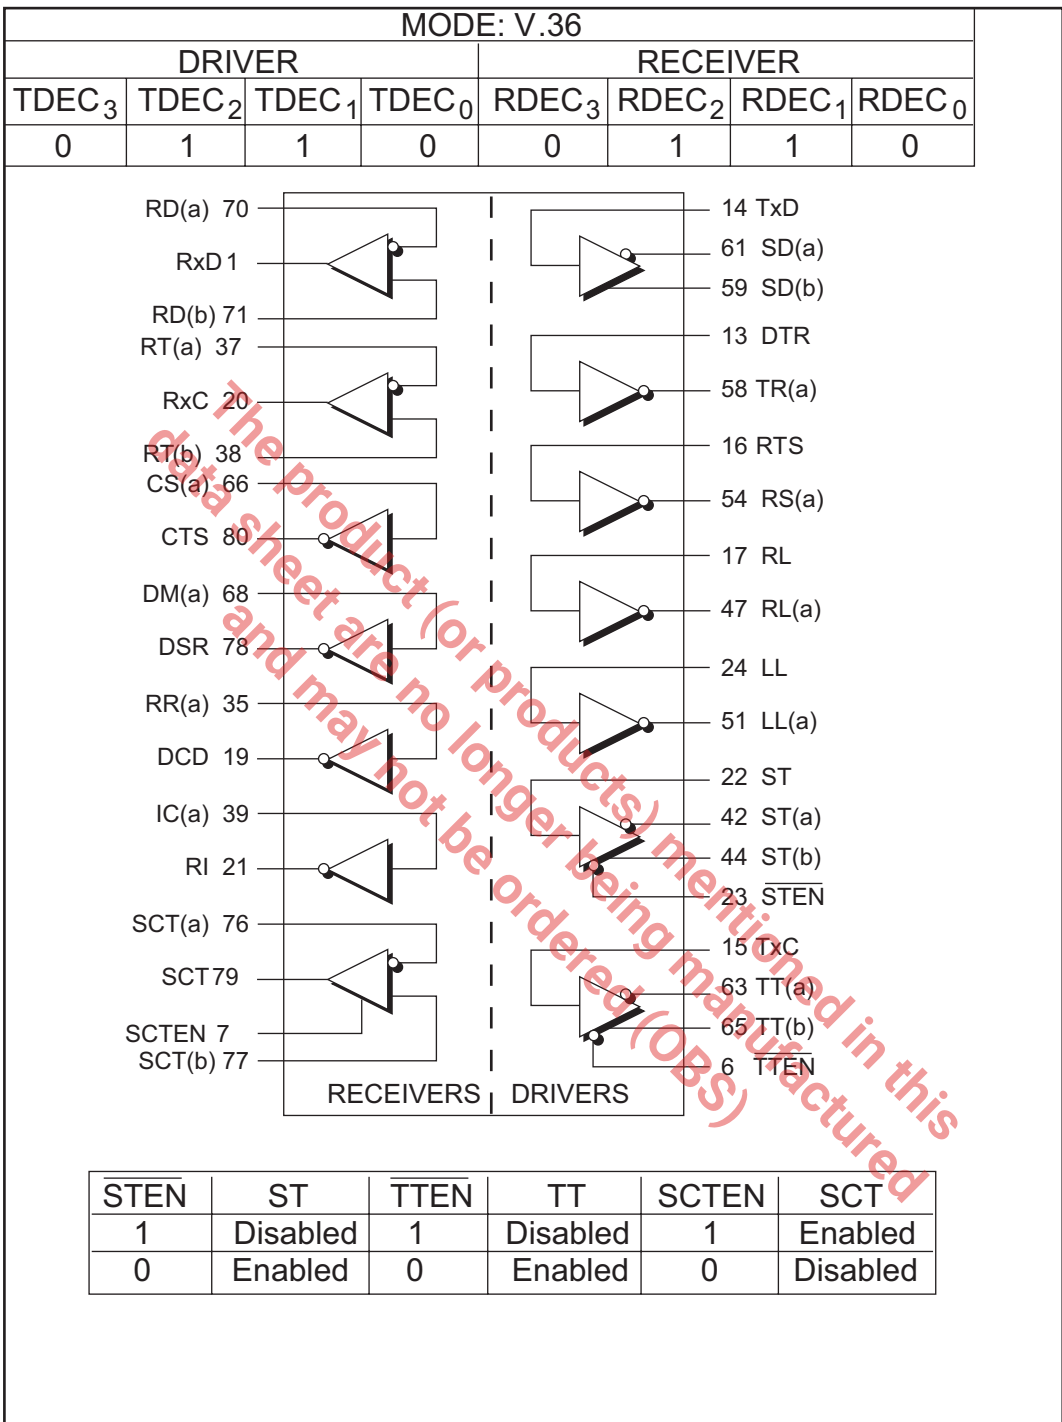 MODE: V.36
DRIVER RECEIVER
TDEC3 TDEC2 TDEC1 TDEC0 RDEC3 RDEC2 RDEC1 RDEC0
0 1 1 0 0 1 1 0
RD(a) 70
RxD 1
RD(b) 71
RT(a) 37
RxC 20
RT(b) 38
CS(a) 66
CTS 80
DM(a) 68
DSR 78
RR(a) 35
DCD 19
IC(a) 39
RI 21
SCT(a) 76
SCT 79
SCTEN 7
SCT(b) 77
14 TxD
61 SD(a)
59 SD(b)
13 DTR
58 TR(a)
16 RTS
54 RS(a)
17 RL
47 RL(a)
24 LL
51 LL(a)
22 ST
42 ST(a)
44 ST(b)
23 S̅T̅E̅N̅
15 TxC
63 TT(a)
65 TT(b)
6 T̅T̅E̅N̅
RECEIVERS DRIVERS
The product (or products) mentioned in this
data sheet are no longer being manufactured
and may not be ordered (OBS)
S̅T̅E̅N̅ ST T̅T̅E̅N̅ TT SCTEN SCT
1 Disabled 1 Disabled 1 Enabled
0 Enabled 0 Enabled 0 Disabled